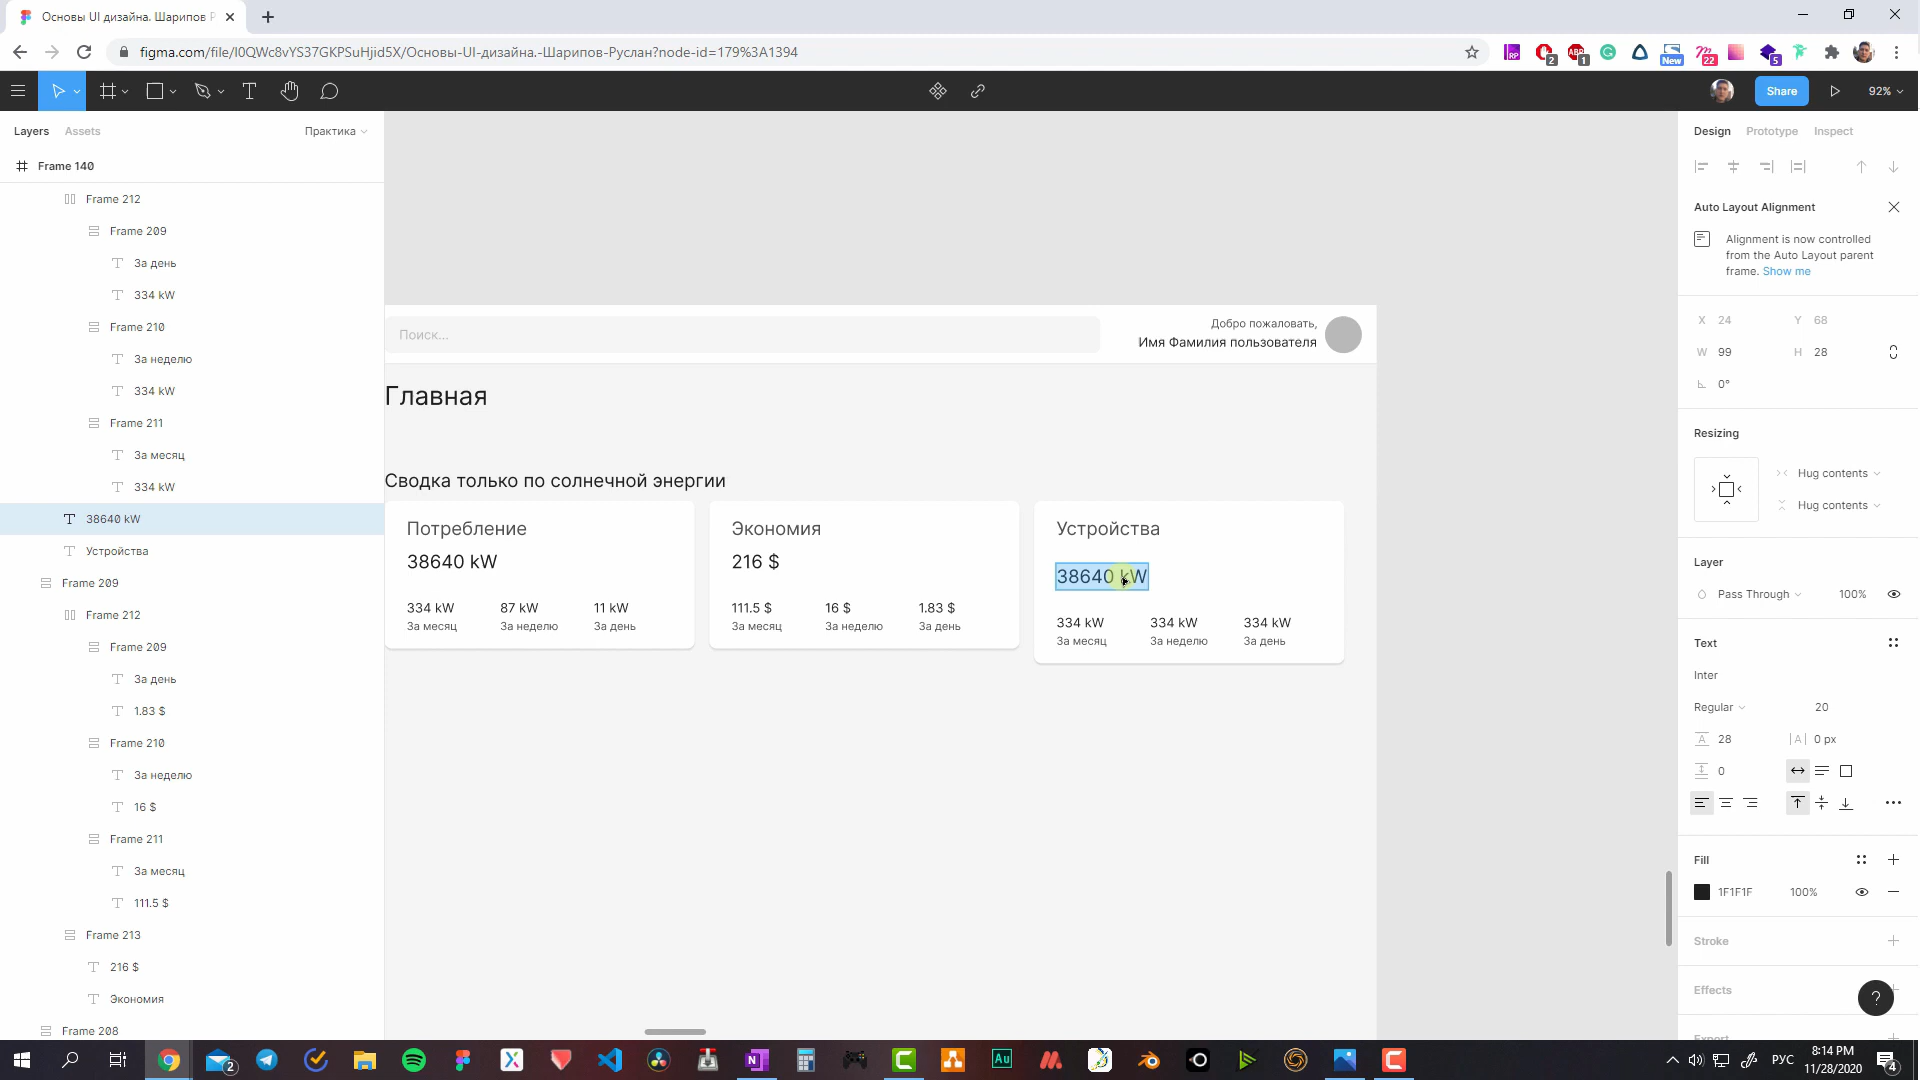 Основы UI дизайна. Шарипов Р
figma.com/file/I0QWc8vYS37GKPSuHjid5X/Основы-UI-дизайна.-Шарипов-Руслан?node-id=179%3A1394
2
1
New
22
5
Share
92%
Layers
Assets
Практика
Frame 140
Frame 212
Frame 209
За день
334 kW
Frame 210
За неделю
334 kW
Frame 211
За месяц
334 kW
38640 kW
Устройства
Frame 209
Frame 212
Frame 209
За день
1.83 $
Frame 210
За неделю
16 $
Frame 211
За месяц
111.5 $
Frame 213
216 $
Экономия
Frame 208
Поиск...
Добро пожаловать,
Имя Фамилия пользователя
Главная
Сводка только по солнечной энергии
Потребление
38640 kW
334 kW 87 kW 11 kW
За месяц За неделю За день
Экономия
216 $
111.5 $ 16 $ 1.83 $
За месяц За неделю За день
Устройства
38640 kW
334 kW 334 kW 334 kW
За месяц За неделю За день
Design Prototype Inspect
Auto Layout Alignment
Alignment is now controlled
from the Auto Layout parent
frame. Show me
X 24 Y 68
W 99 H 28
0°
Resizing
Hug contents
Hug contents
Layer
Pass Through 100%
Text
Inter
Regular 20
28 |A| 0 px
0
Fill
1F1F1F 100%
Stroke
Effects
Export
?
2
Au
РУС
8:14 PM
11/28/2020
4